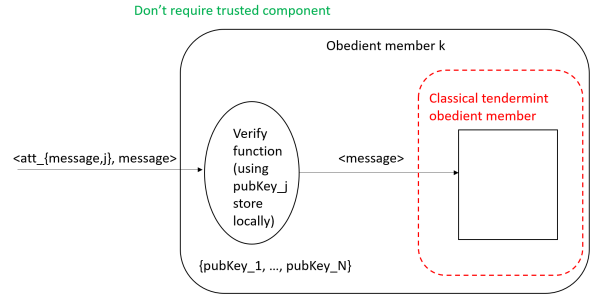 Don't require trusted component
Obedient member k
Classical tendermint
obedient member
Verify
function
(using
pubKey_j
store
locally)
<att_{message,j}, message>
<message>
{pubKey_1, …, pubKey_N}